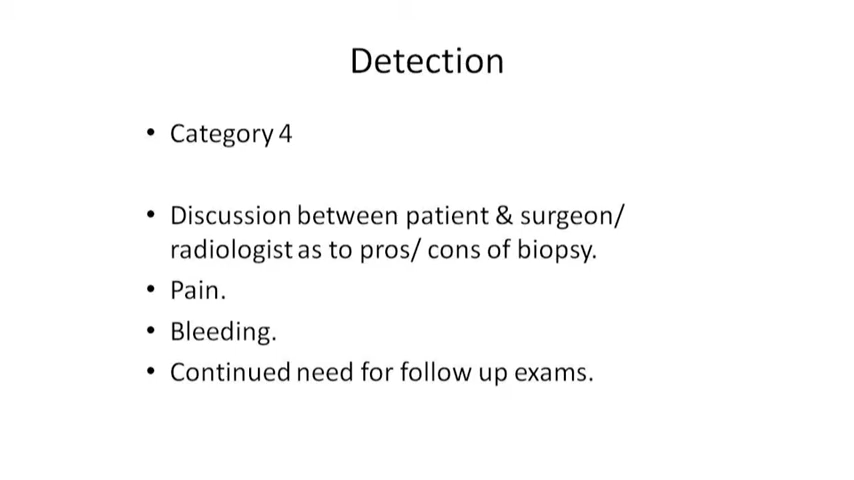 Detection
• Category 4
• Discussion between patient & surgeon/
radiologist as to pros/ cons of biopsy.
• Pain.
• Bleeding.
• Continued need for follow up exams.